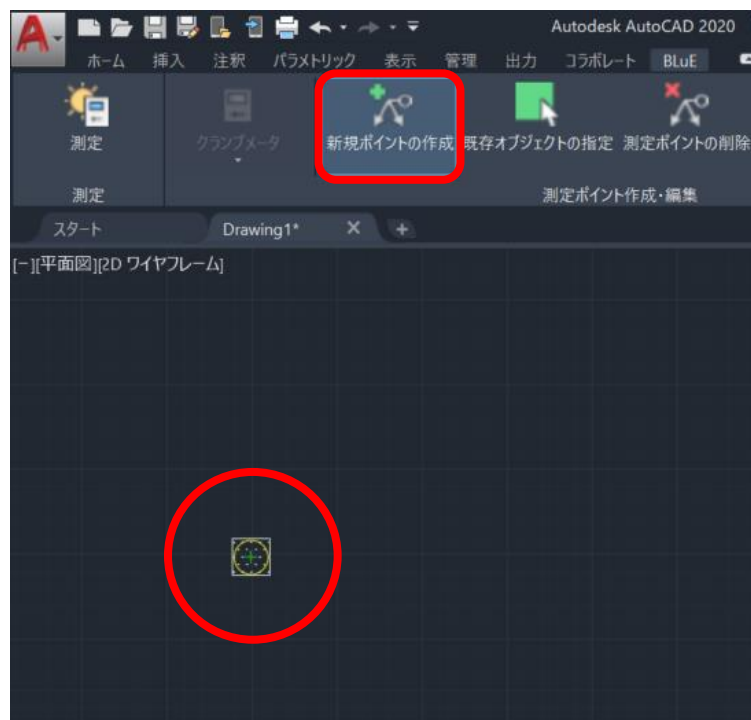 Autodesk AutoCAD 2020
ホーム 挿入 注釈 パラメトリック 表示 管理 出力 コラボレート BLuE
測定 クランプメータ 新規ポイントの作成 既存オブジェクトの指定 測定ポイントの削除
測定 測定ポイント作成・編集
スタート Drawing1* ×
[-][平面図][2D ワイヤフレーム]